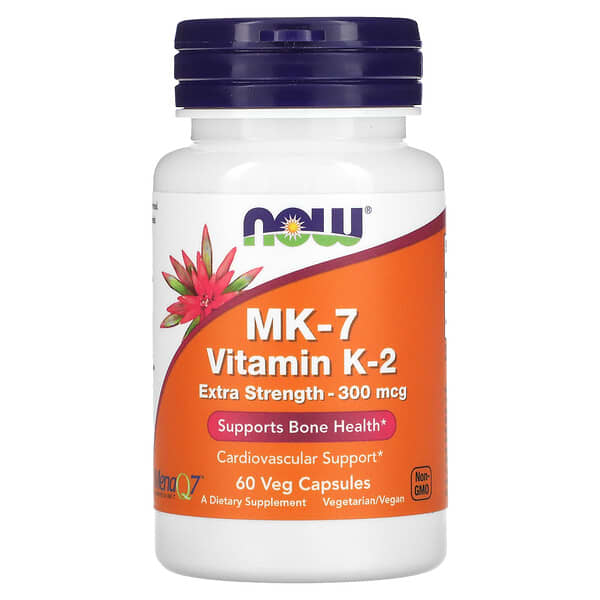 NOW®
MK-7
Vitamin K-2
Extra Strength - 300 mcg
Supports Bone Health*
Cardiovascular Support*
60 Veg Capsules
A Dietary Supplement Vegetarian/Vegan
Non-
GMO
MenaQ7™